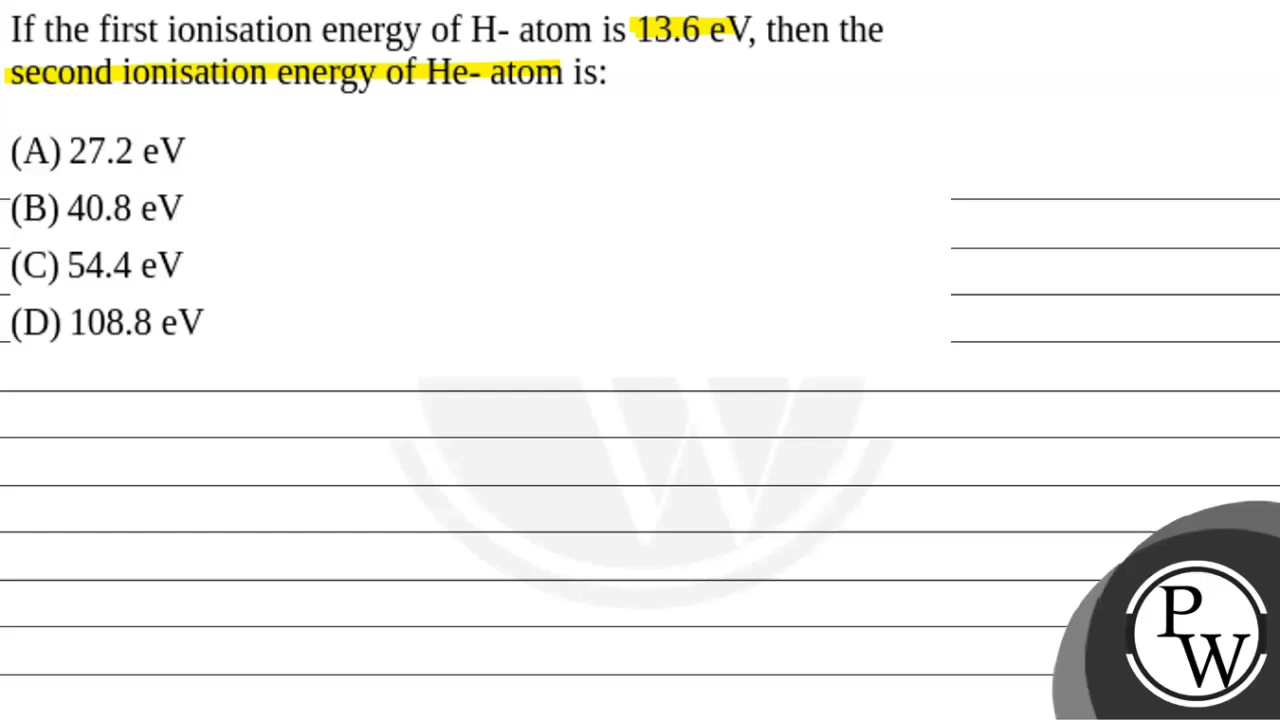 If the first ionisation energy of H- atom is 13.6 eV, then the
second ionisation energy of He- atom is:
(A) 27.2 eV
(B) 40.8 eV
(C) 54.4 eV
(D) 108.8 eV
PW